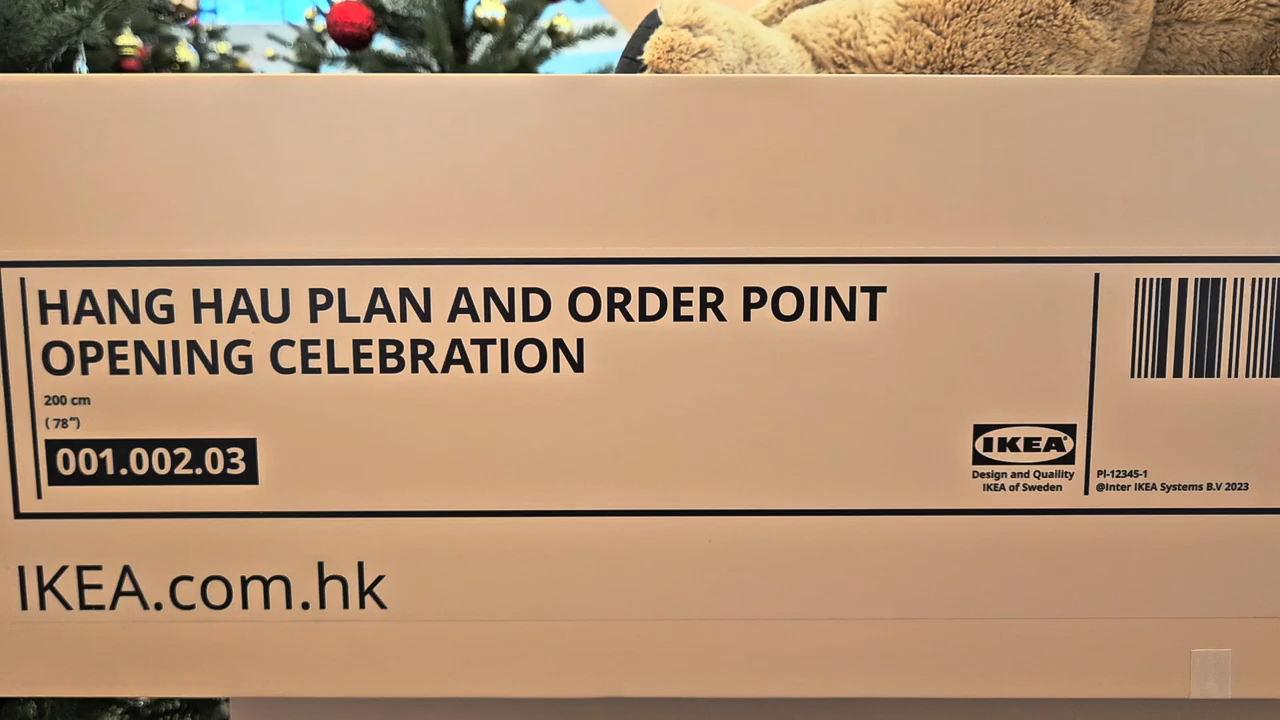 HANG HAU PLAN AND ORDER POINT
OPENING CELEBRATION
200 cm
(78")
001.002.03
IKEA
Design and Quaility
IKEA of Sweden
PI-12345-1
@Inter IKEA Systems B.V 2023
IKEA.com.hk